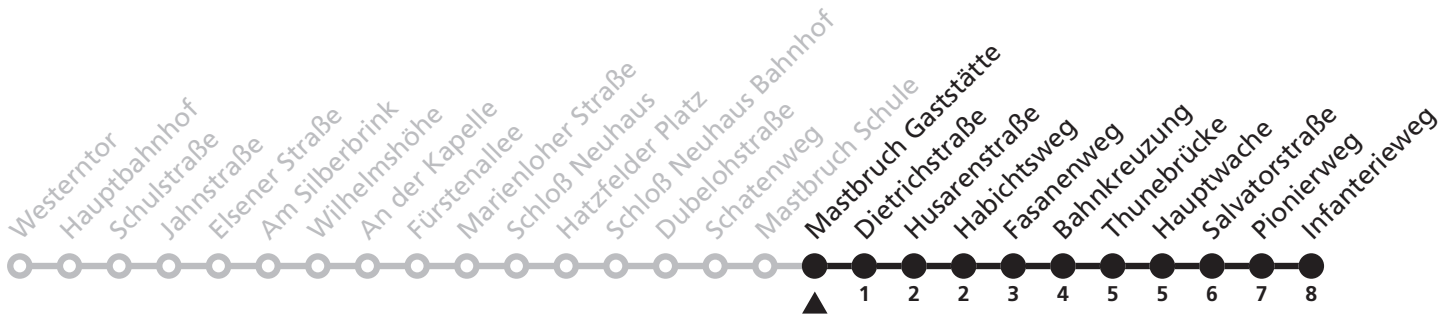 Westerntor
Hauptbahnhof
Schulstraße
Jahnstraße
Elsener Straße
Am Silberbrink
Wilhelmshöhe
An der Kapelle
Fürstenallee
Marienloher Straße
Schloß Neuhaus
Hatzfelder Platz
Schloß Neuhaus Bahnhof
Dubelohstraße
Schatenweg
Mastbruch Schule
Mastbruch Gaststätte
Dietrichstraße
Husarenstraße
Habichtsweg
Fasanenweg
Bahnkreuzung
Thunebrücke
Hauptwache
Salvatorstraße
Pionierweg
Infanterieweg
1 2 2 3 4 5 5 6 7 8